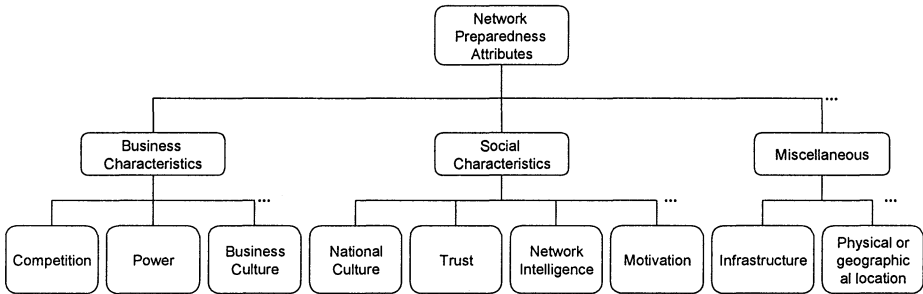 Network
Preparedness
Attributes
...
Business
Characteristics
Social
Characteristics
Miscellaneous
...
...
...
Competition
Power
Business
Culture
National
Culture
Trust
Network
Intelligence
Motivation
Infrastructure
Physical or
geographic
al location